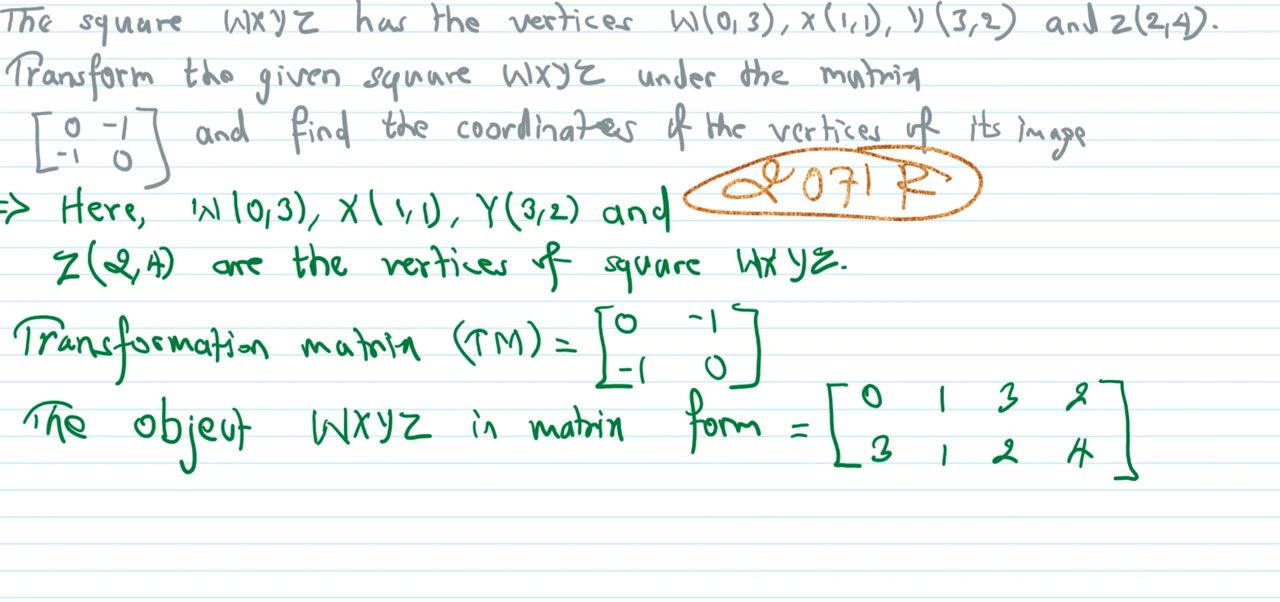 The square WXYZ has the vertices W(0,3), X(1,1), Y(3,2) and Z(2,4).
Transform the given square WXYZ under the matrix
[0 -1
-1 0] and find the coordinates of the vertices of its image
2071 R
⇒ Here, W(0,3), X(1,1), Y(3,2) and
Z(2,4) are the vertices of square WXYZ.
Transformation matrix (TM) = [0 -1
-1 0]
The object WXYZ in matrix form = [0 1 3 2
3 1 2 4]